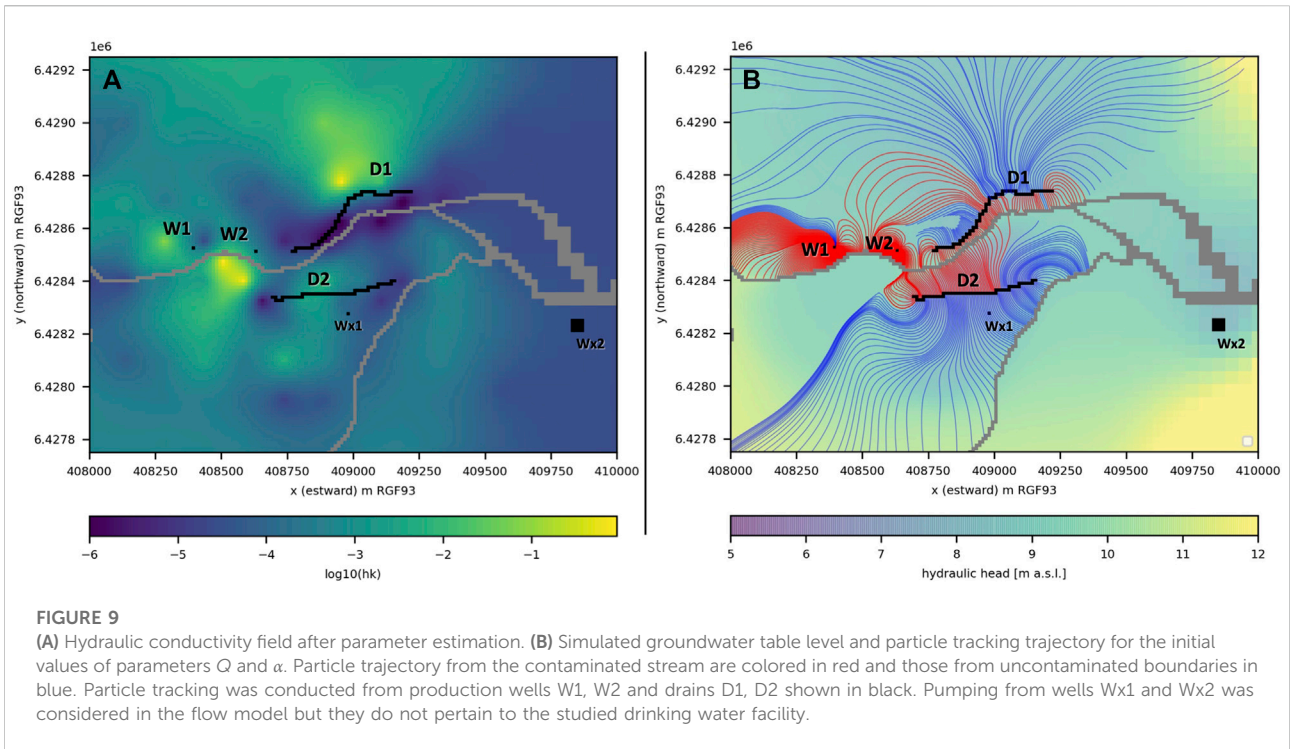 1e6
A
6.4292
6.4290
6.4288
6.4286
6.4284
6.4282
6.4280
6.4278
y (northward) m RGF93
W1
W2
D1
D2
Wx1
Wx2
408000 408250 408500 408750 409000 409250 409500 409750 410000
x (estward) m RGF93
−6 −5 −4 −3 −2 −1
log10(hk)
1e6
B
6.4292
6.4290
6.4288
6.4286
6.4284
6.4282
6.4280
6.4278
y (northward) m RGF93
W1
W2
D1
D2
Wx1
Wx2
408000 408250 408500 408750 409000 409250 409500 409750 410000
x (estward) m RGF93
5 6 7 8 9 10 11 12
hydraulic head [m a.s.l.]
FIGURE 9
(A) Hydraulic conductivity field after parameter estimation. (B) Simulated groundwater table level and particle tracking trajectory for the initial
values of parameters Q and α. Particle trajectory from the contaminated stream are colored in red and those from uncontaminated boundaries in
blue. Particle tracking was conducted from production wells W1, W2 and drains D1, D2 shown in black. Pumping from wells Wx1 and Wx2 was
considered in the flow model but they do not pertain to the studied drinking water facility.